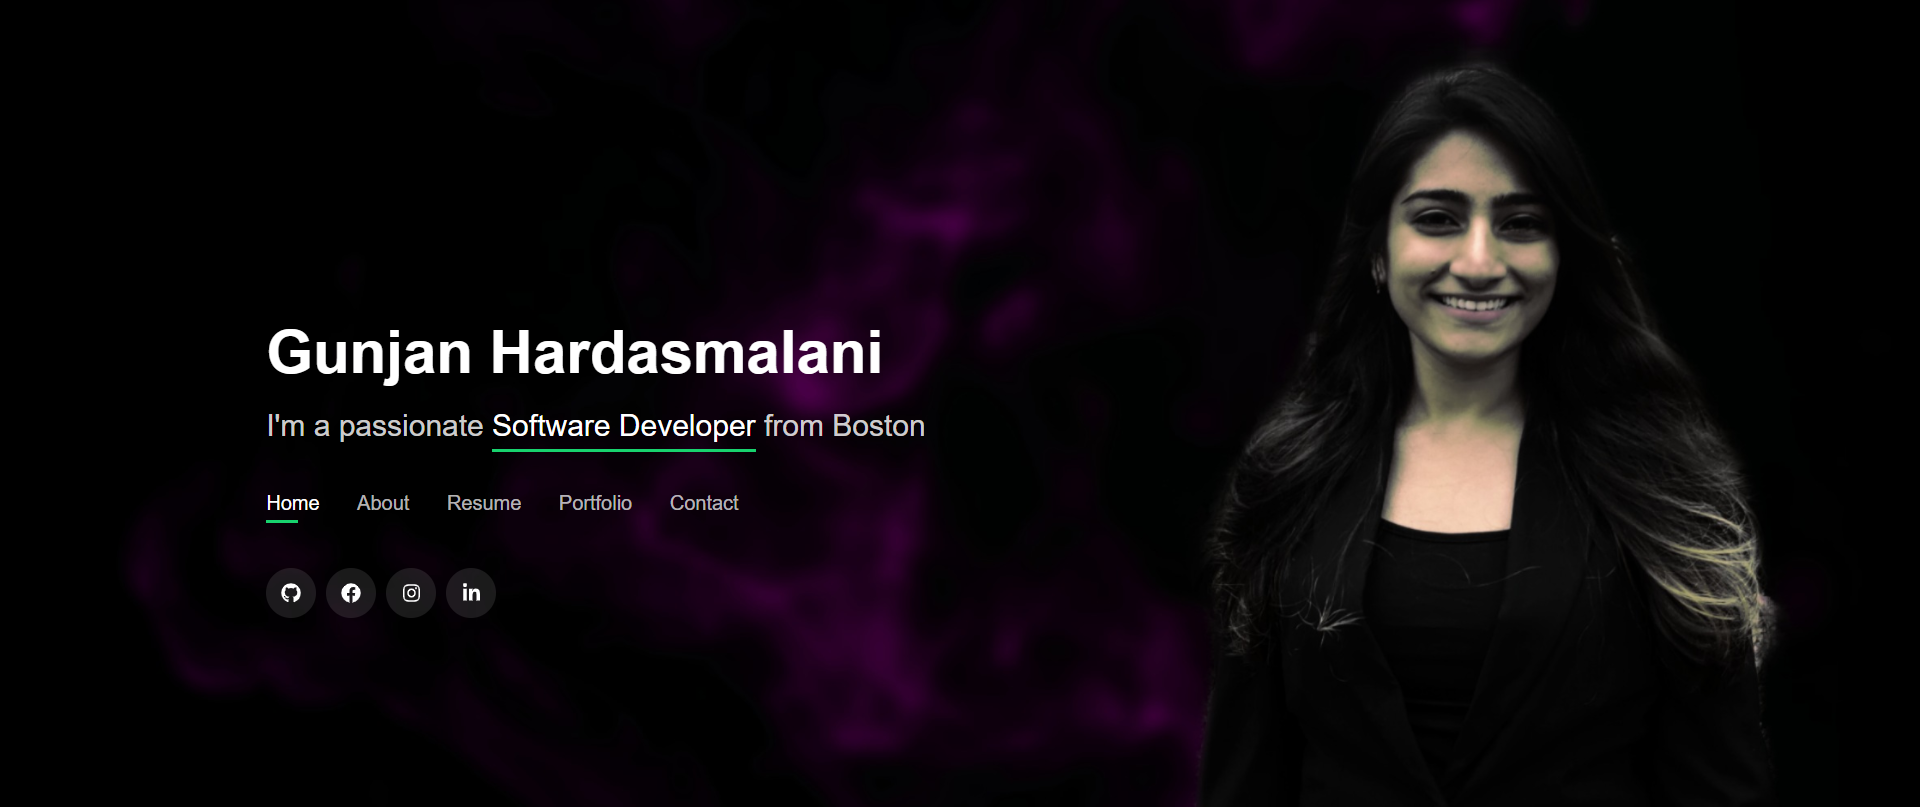 Gunjan Hardasmalani
I'm a passionate Software Developer from Boston
Home About Resume Portfolio Contact
in